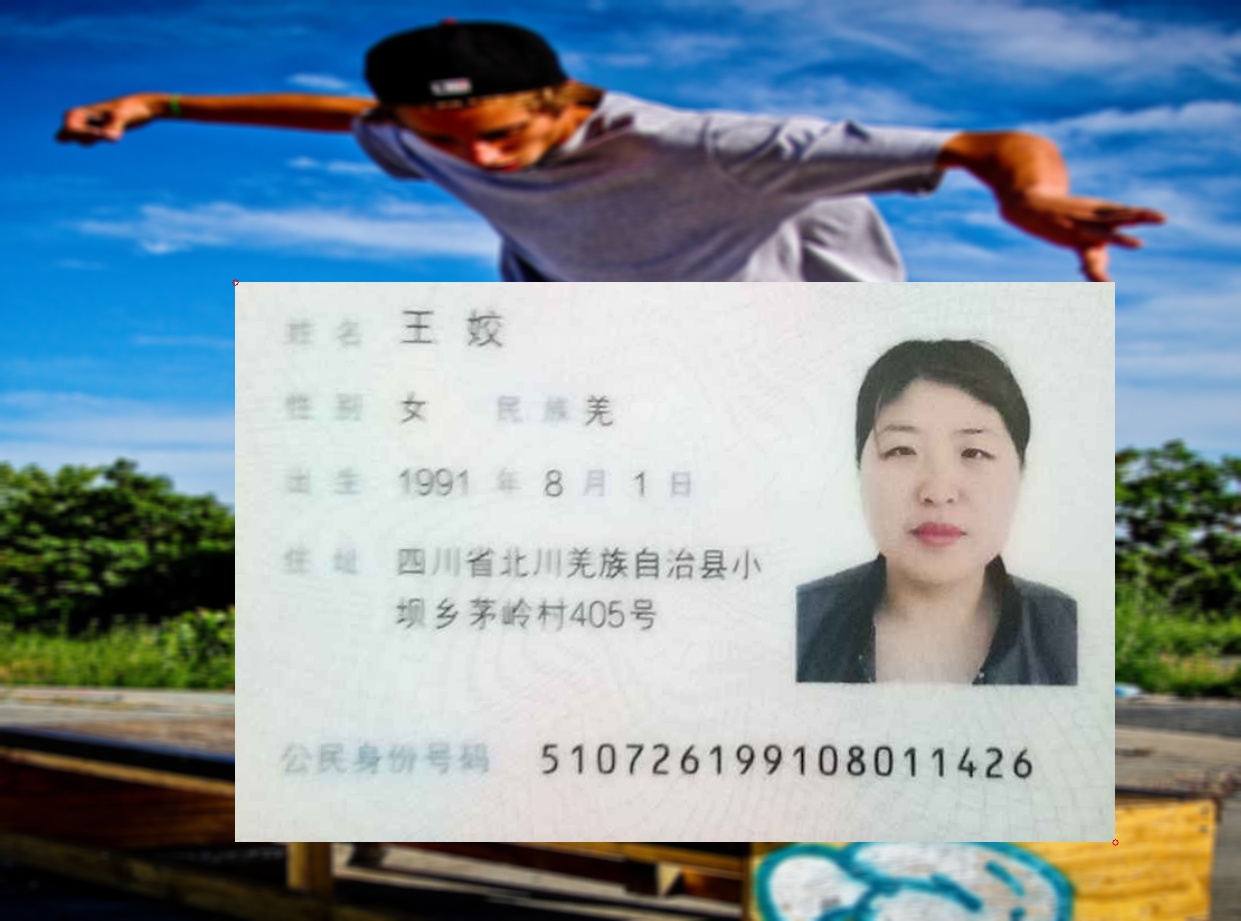 姓名 王姣
性别 女 民族 羌
出生 1991 年 8 月 1 日
住址 四川省北川羌族自治县小
坝乡茅岭村405号
公民身份号码 510726199108011426